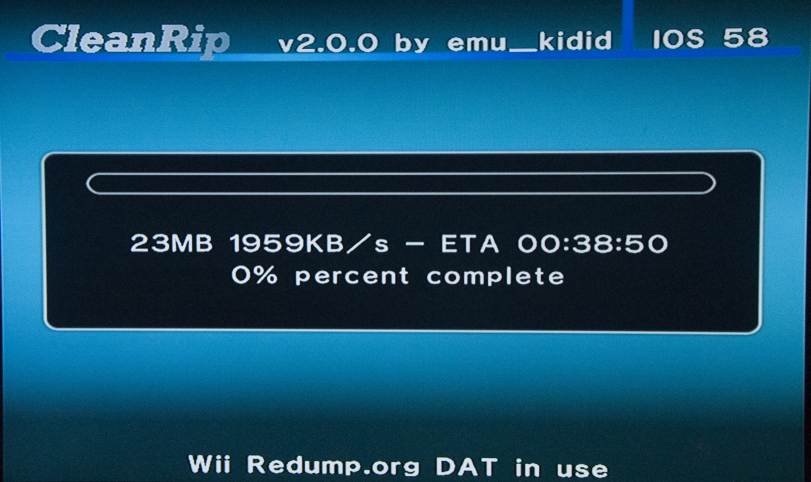 CleanRip v2.0.0 by emu_kidid IOS 58
23MB 1959KB/s - ETA 00:38:50
0% percent complete
Wii Redump.org DAT in use